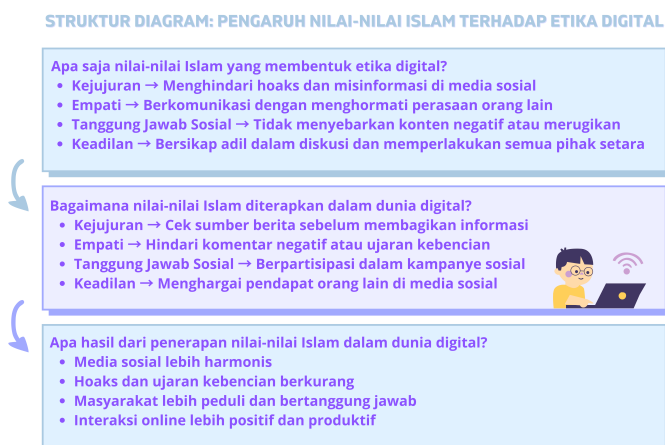 STRUKTUR DIAGRAM: PENGARUH NILAI-NILAI ISLAM TERHADAP ETIKA DIGITAL
Apa saja nilai-nilai Islam yang membentuk etika digital?
• Kejujuran → Menghindari hoaks dan misinformasi di media sosial
• Empati → Berkomunikasi dengan menghormati perasaan orang lain
• Tanggung Jawab Sosial → Tidak menyebarkan konten negatif atau merugikan
• Keadilan → Bersikap adil dalam diskusi dan memperlakukan semua pihak setara
Bagaimana nilai-nilai Islam diterapkan dalam dunia digital?
• Kejujuran → Cek sumber berita sebelum membagikan informasi
• Empati → Hindari komentar negatif atau ujaran kebencian
• Tanggung Jawab Sosial → Berpartisipasi dalam kampanye sosial
• Keadilan → Menghargai pendapat orang lain di media sosial
Apa hasil dari penerapan nilai-nilai Islam dalam dunia digital?
• Media sosial lebih harmonis
• Hoaks dan ujaran kebencian berkurang
• Masyarakat lebih peduli dan bertanggung jawab
• Interaksi online lebih positif dan produktif